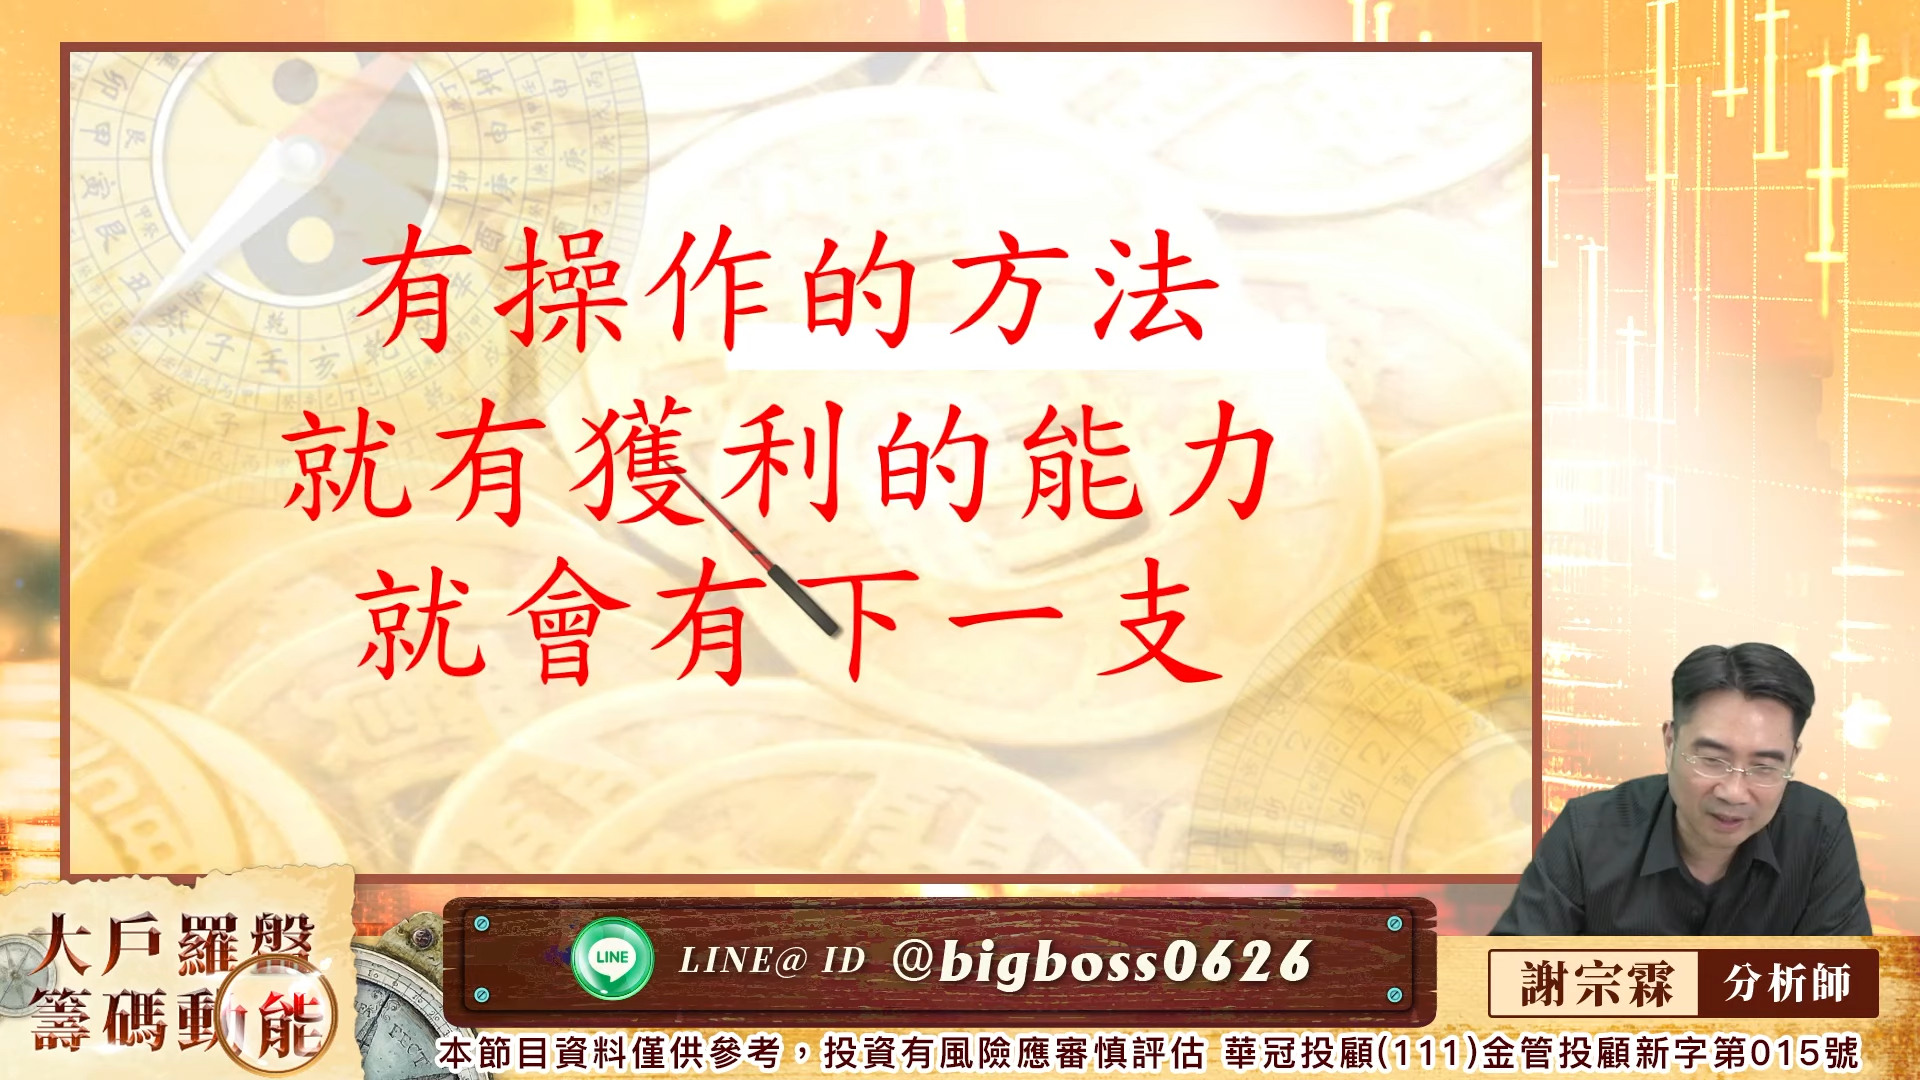 有操作的方法
就有獲利的能力
就會有下一支
大戶羅盤
籌碼動能
LINE
LINE@ ID @bigboss0626
謝宗霖 分析師
本節目資料僅供參考，投資有風險應審慎評估 華冠投顧(111)金管投顧新字第015號